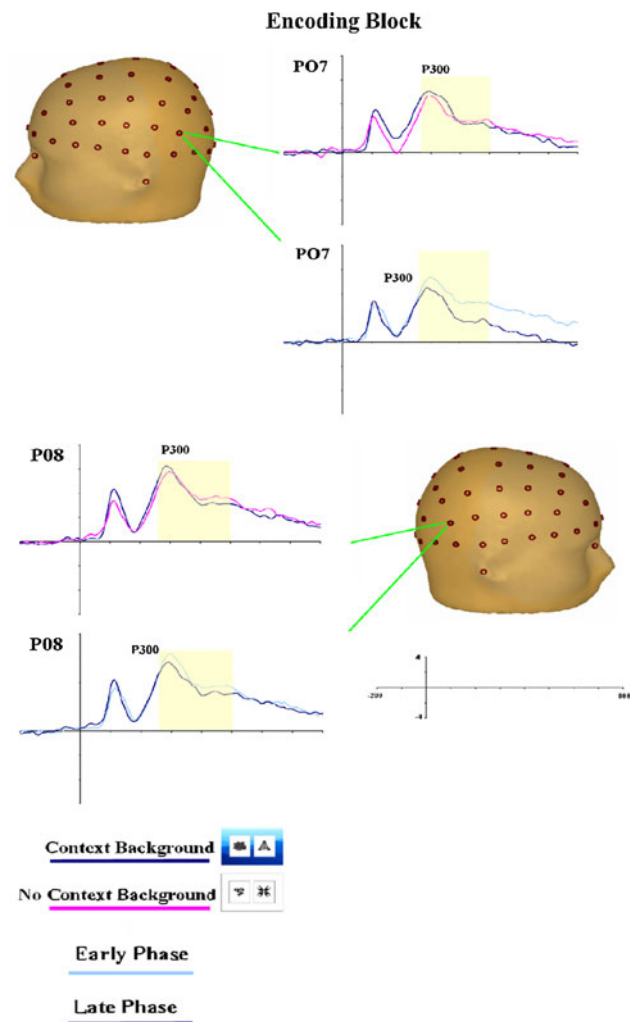 Encoding Block
PO7
P300
PO7
P300
P08
P300
P08
P300
4
-200
-4
Context Background
No Context Background
Early Phase
Late Phase